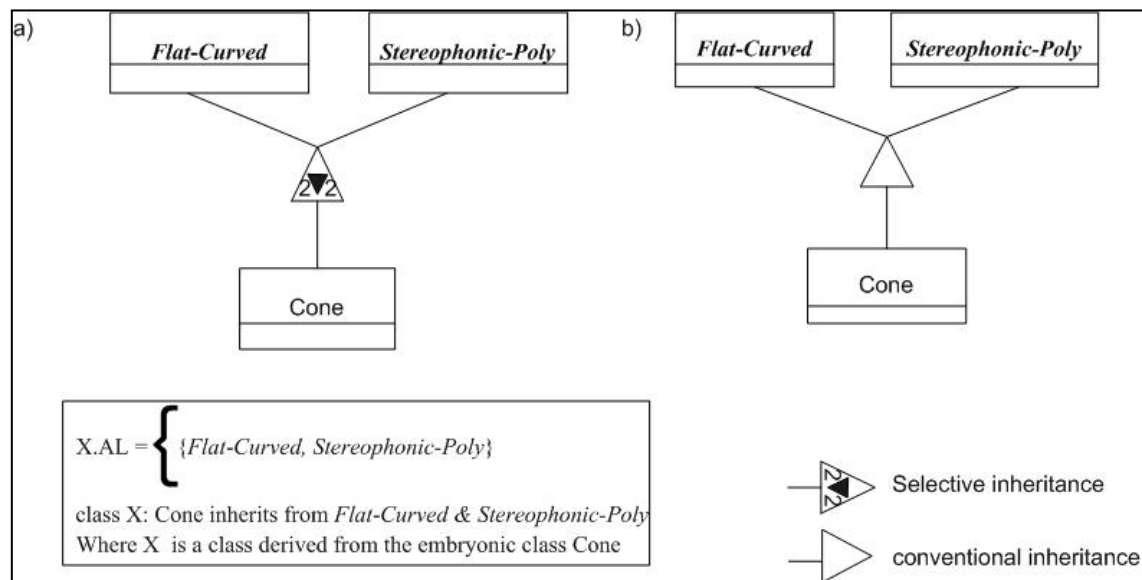 a)
Flat-Curved
Stereophonic-Poly
2 2
Cone
b)
Flat-Curved
Stereophonic-Poly
Cone
X.AL = { {Flat-Curved, Stereophonic-Poly}
class X: Cone inherits from Flat-Curved & Stereophonic-Poly
Where X is a class derived from the embryonic class Cone
2 2
Selective inheritance
conventional inheritance